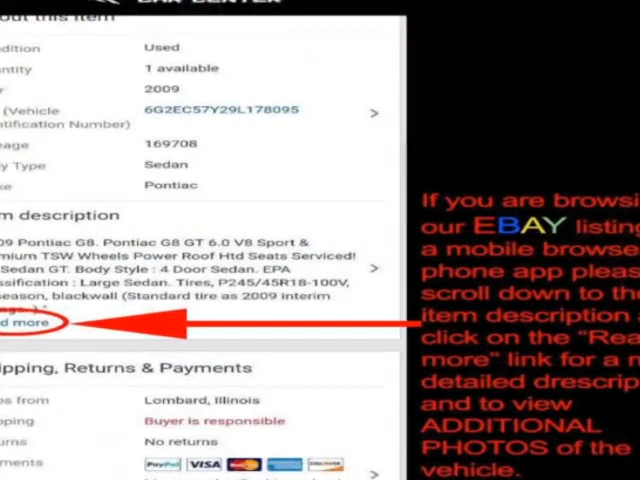 CAR CENTER
out this item
ndition Used
ntity 1 available
r 2009
(Vehicle 6G2EC57Y29L178095
ntification Number)
eage 169708
y Type Sedan
ke Pontiac
m description
09 Pontiac G8. Pontiac G8 GT 6.0 V8 Sport &
mium TSW Wheels Power Roof Htd Seats Serviced!
Sedan GT. Body Style : 4 Door Sedan. EPA
ssification : Large Sedan. Tires, P245/45R18-100V,
eason, blackwall (Standard tire as 2009 interim
ngs..)."
d more
ipping, Returns & Payments
s from Lombard, Illinois
pping Buyer is responsible
urns No returns
ments PayPal VISA DISCOVER
If you are browsi
our EBAY listing
a mobile browse
phone app pleas
scroll down to th
item description a
click on the "Rea
more" link for a m
detailed drescrip
and to view
ADDITIONAL
PHOTOS of the
vehicle.